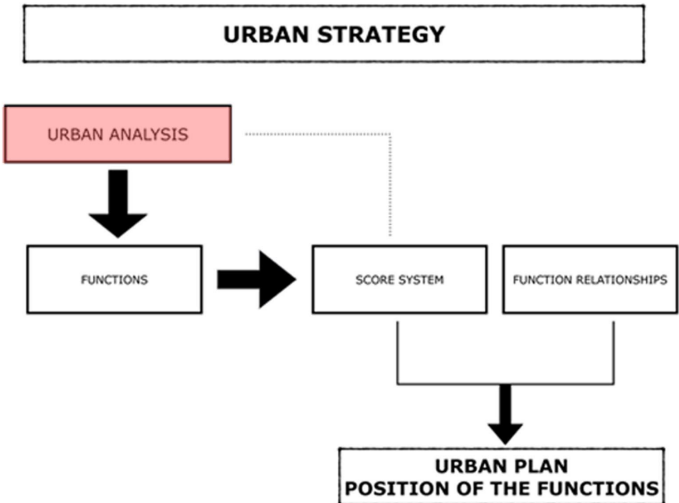 URBAN STRATEGY
URBAN ANALYSIS
FUNCTIONS
SCORE SYSTEM
FUNCTION RELATIONSHIPS
URBAN PLAN
POSITION OF THE FUNCTIONS